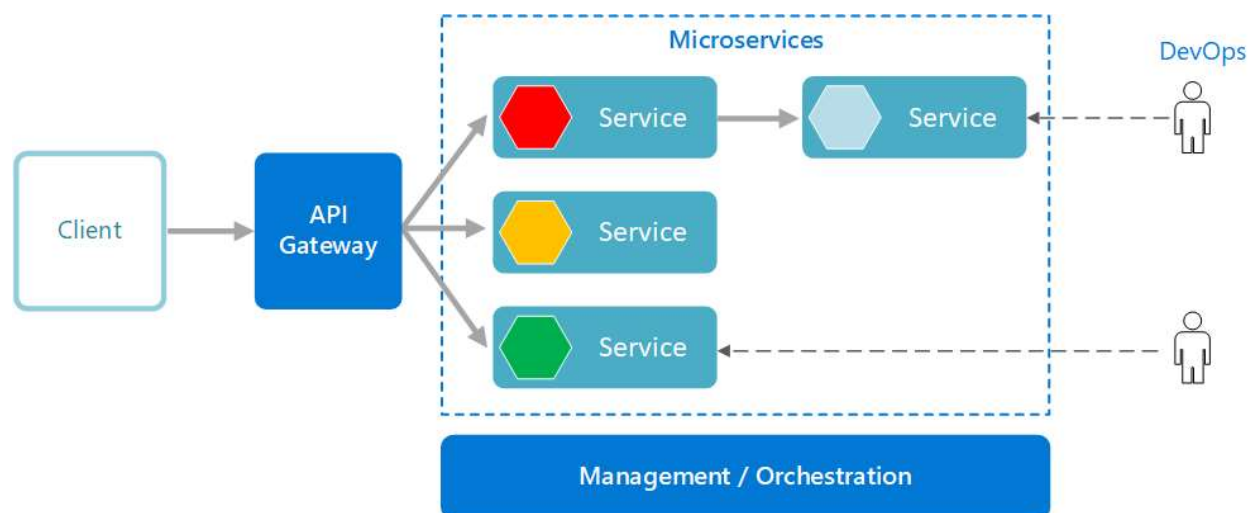 Microservices
DevOps
Service
Service
Client
API
Gateway
Service
Service
Management / Orchestration